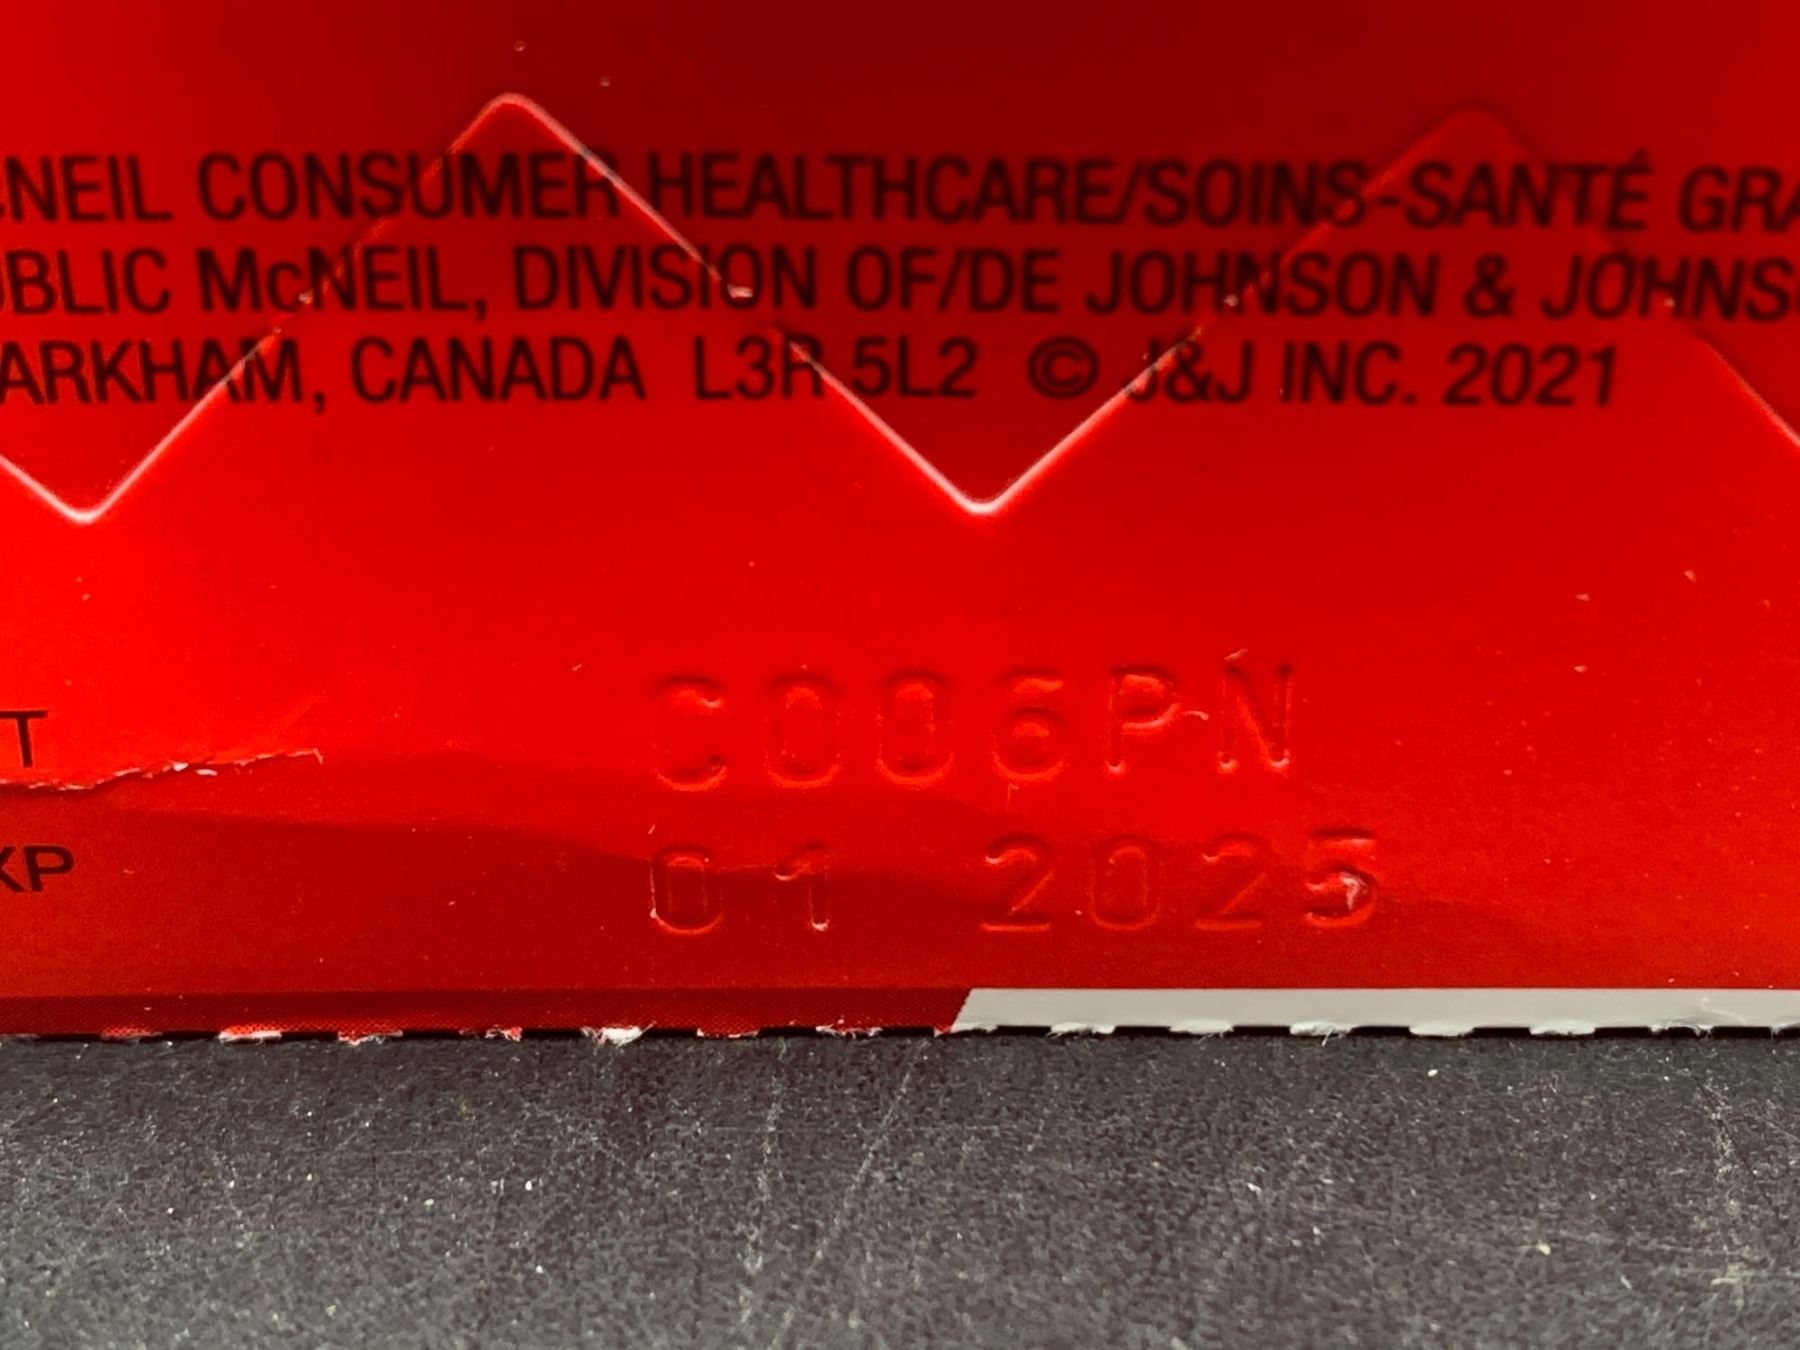 CNEIL CONSUMER HEALTHCARE/SOINS-SANTÉ GRA
UBLIC McNEIL, DIVISION OF/DE JOHNSON & JOHNS
ARKHAM, CANADA L3R 5L2 © J&J INC. 2021
T C006PN
XP 01 2025